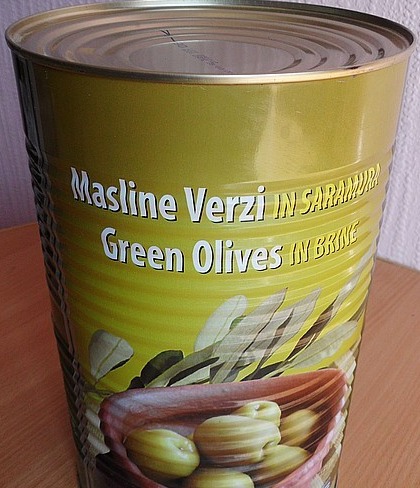 Masline Verzi IN SARAMURA
Green Olives IN BRINE